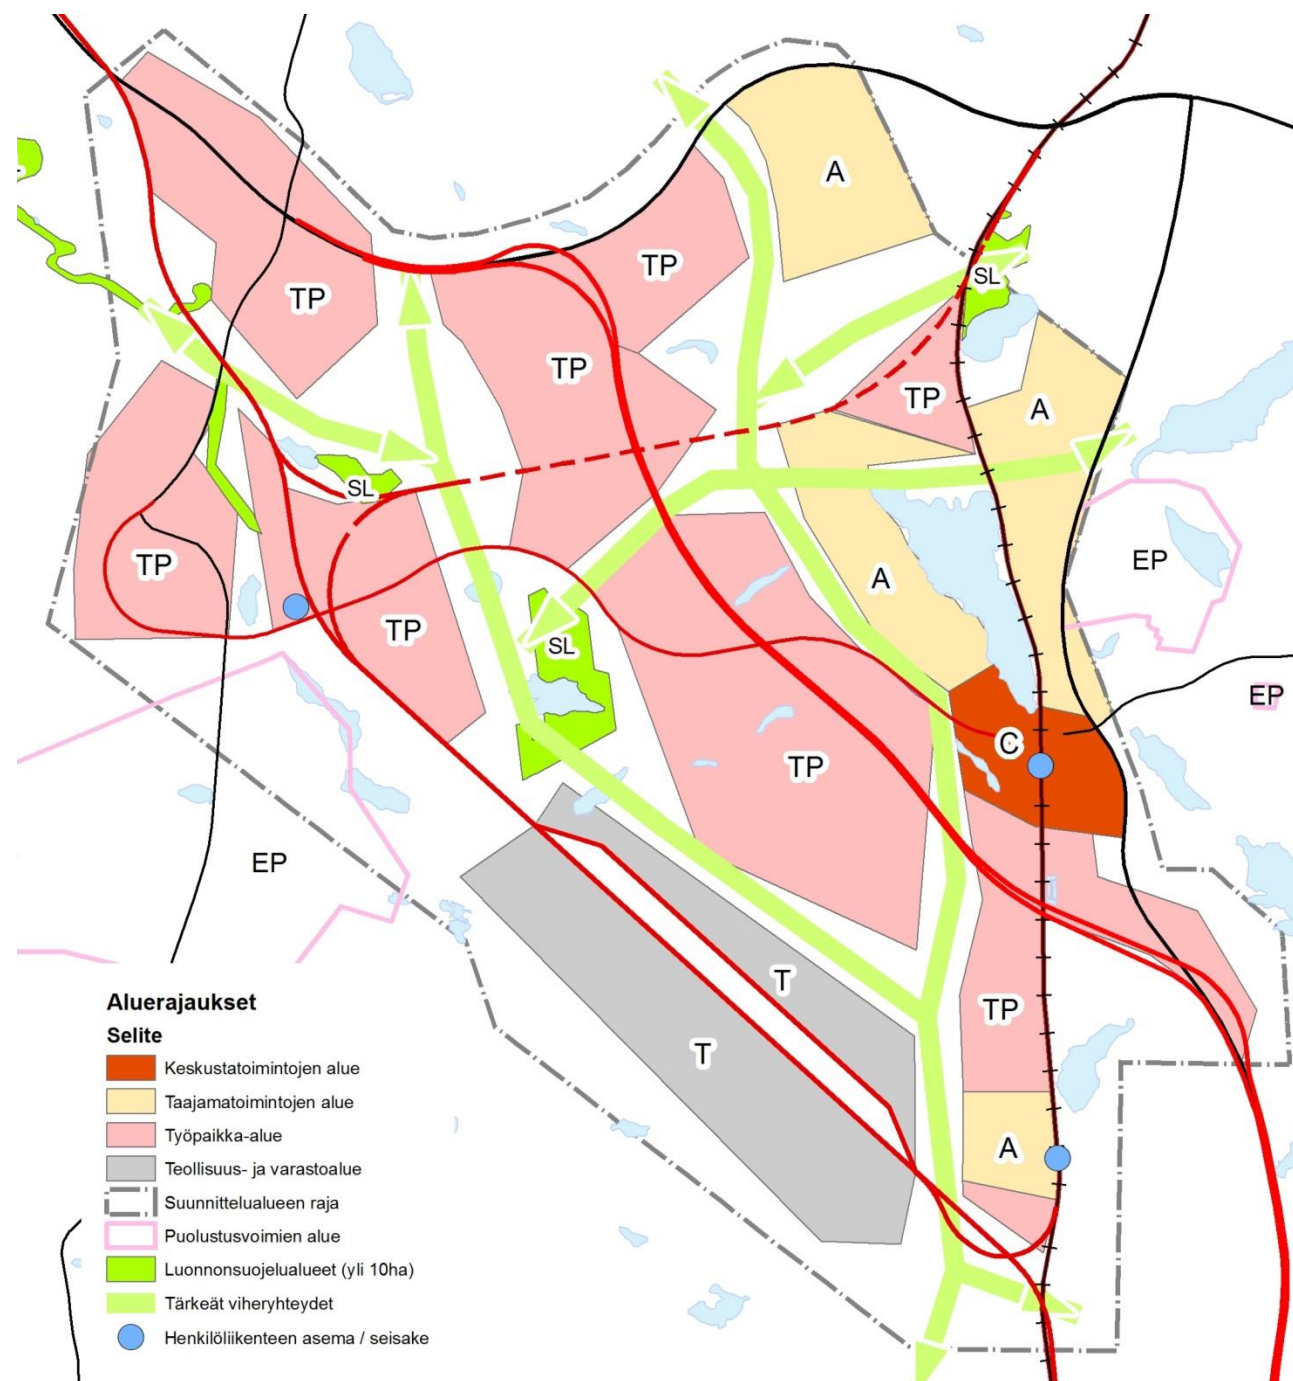 A
TP
SL
TP
TP
TP
A
SL
TP
EP
A
TP
SL
EP
C
TP
EP
T
TP
T
A
Aluerajaukset
Selite
Keskustatoimintojen alue
Taajamatoimintojen alue
Työpaikka-alue
Teollisuus- ja varastoalue
Suunnittelualueen raja
Puolustusvoimien alue
Luonnonsuojelualueet (yli 10ha)
Tärkeät viheryhteydet
Henkilöliikenteen asema / seisake